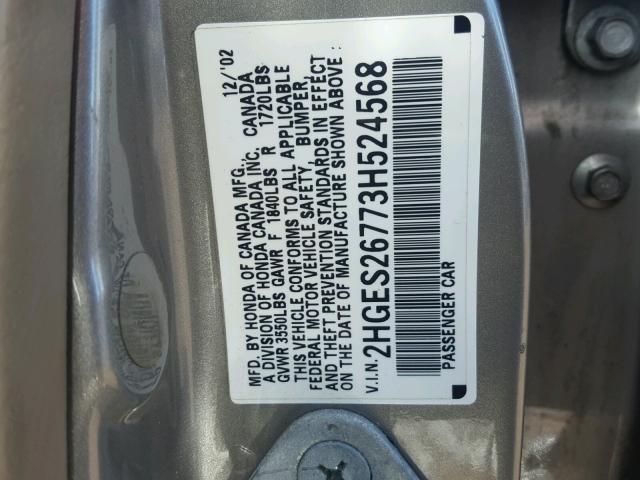 MFD. BY HONDA OF CANADA MFG. 12/'02
A DIVISION OF HONDA CANADA INC. CANADA
GVWR 3550LBS GAWR F 1840LBS R 1720LBS
THIS VEHICLE CONFORMS TO ALL APPLICABLE
FEDERAL MOTOR VEHICLE SAFETY, BUMPER,
AND THEFT PREVENTION STANDARDS IN EFFECT
ON THE DATE OF MANUFACTURE SHOWN ABOVE :
V.I.N. 2HGES26773H524568
PASSENGER CAR